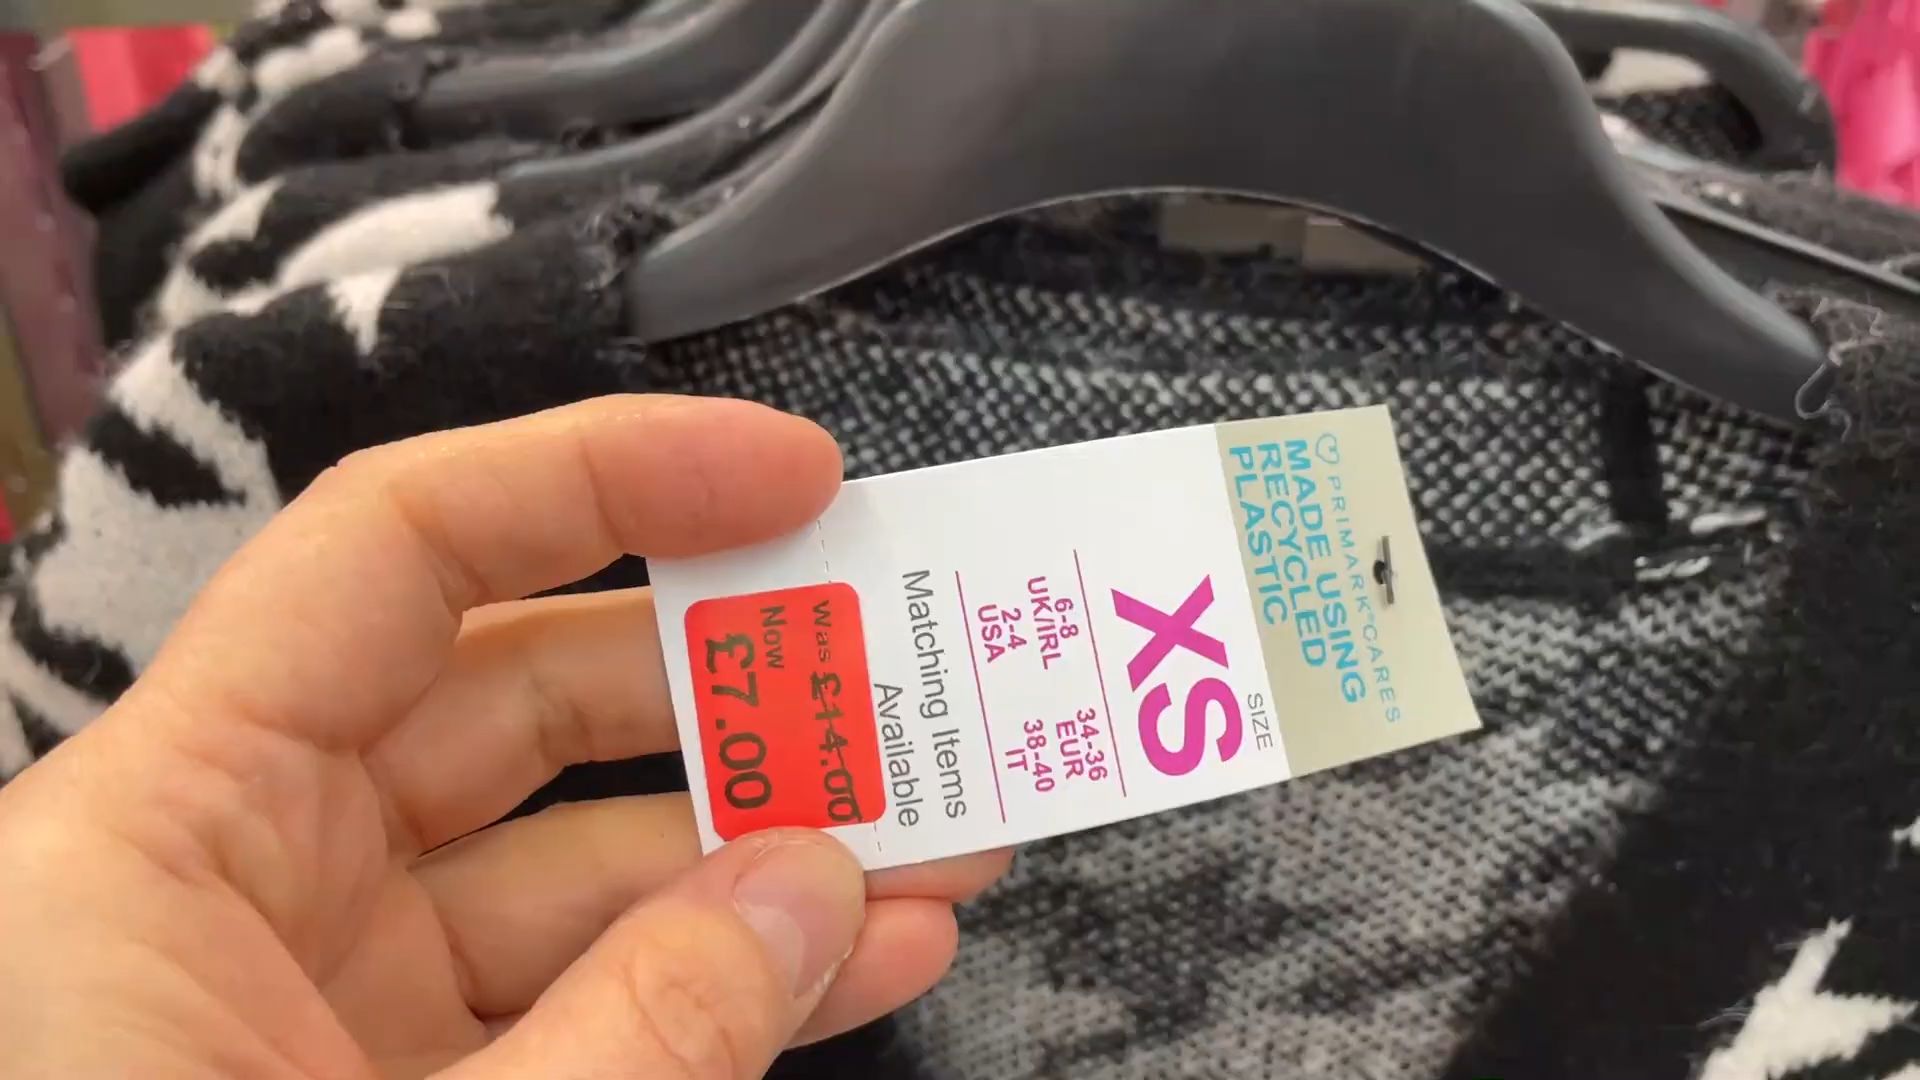 PRIMARK CARES
MADE USING
RECYCLED
PLASTIC
SIZE
XS
6-8
UK/IRL
34-36
EUR
2-4
USA
38-40
IT
Matching Items
Available
Was £14.00
Now
£7.00